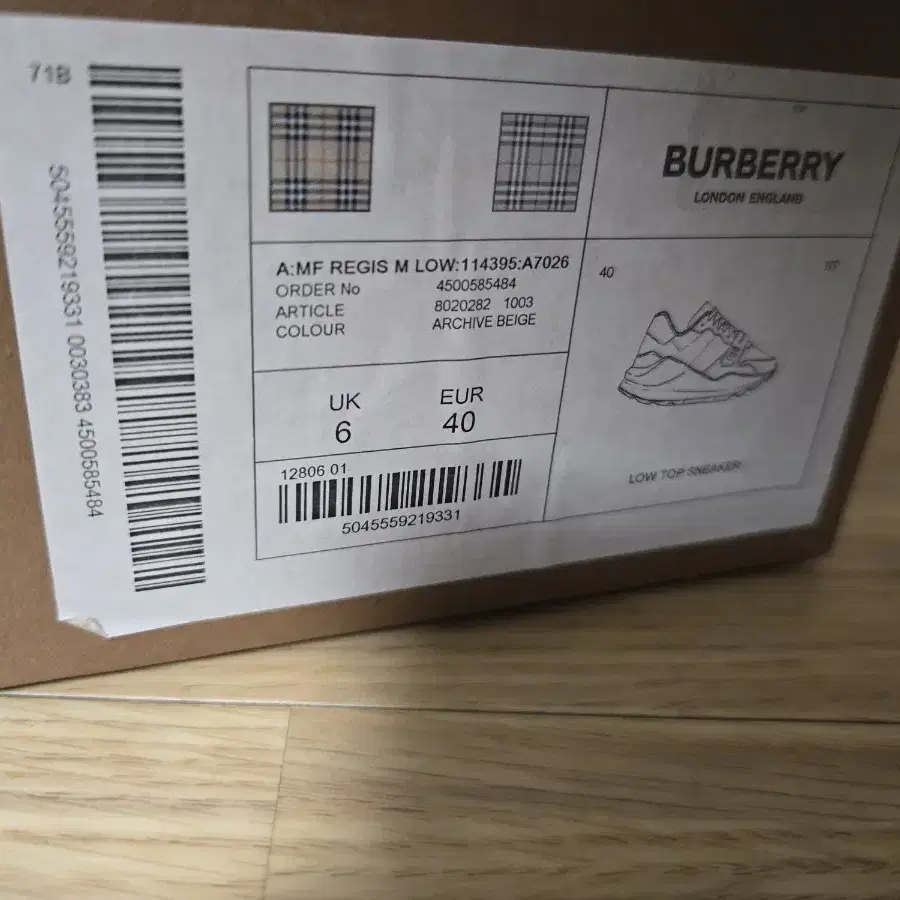 71B
5045559219331 0030383 4500585484
BURBERRY
LONDON ENGLAND
A:MF REGIS M LOW:114395:A7026
ORDER No 4500585484
ARTICLE 8020282 1003
COLOUR ARCHIVE BEIGE
UK EUR
6 40
12806 01
5045559219331
40
LOW TOP SNEAKER